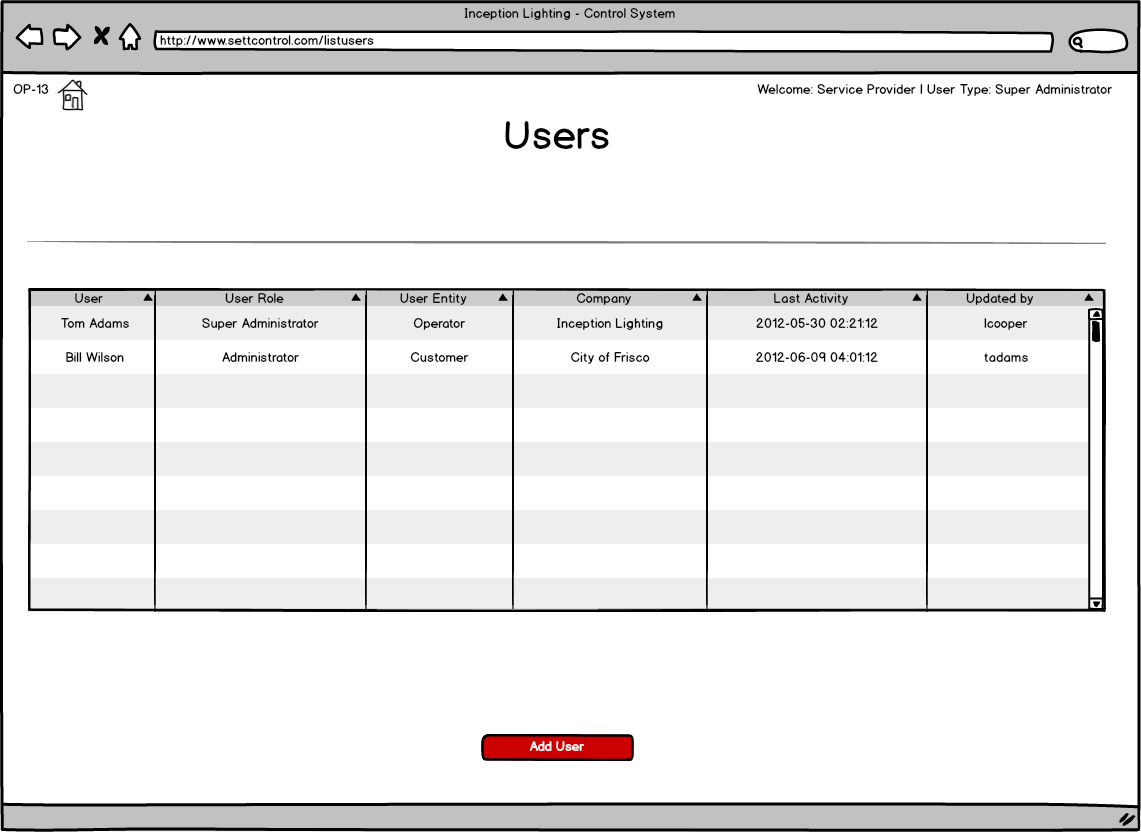 Inception Lighting - Control System
http://www.settcontrol.com/listusers
OP-13
Welcome: Service Provider | User Type: Super Administrator
Users
User User Role User Entity Company Last Activity Updated by
Tom Adams Super Administrator Operator Inception Lighting 2012-05-30 02:21:12 lcooper
Bill Wilson Administrator Customer City of Frisco 2012-06-09 04:01:12 tadams
Add User